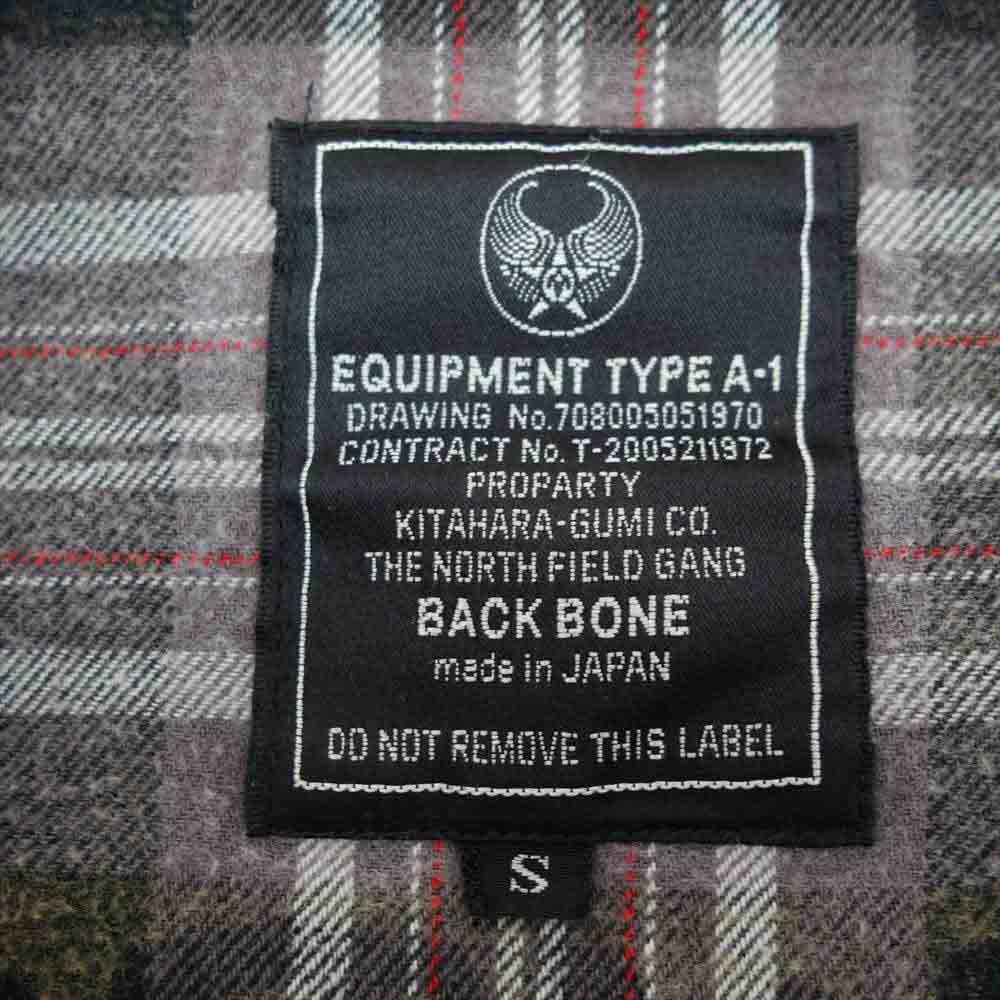 EQUIPMENT TYPE A-1
DRAWING No.708005051970
CONTRACT No. T-2005211972
PROPARTY
KITAHARA-GUMI CO.
THE NORTH FIELD GANG
BACK BONE
made in JAPAN
DO NOT REMOVE THIS LABEL
S